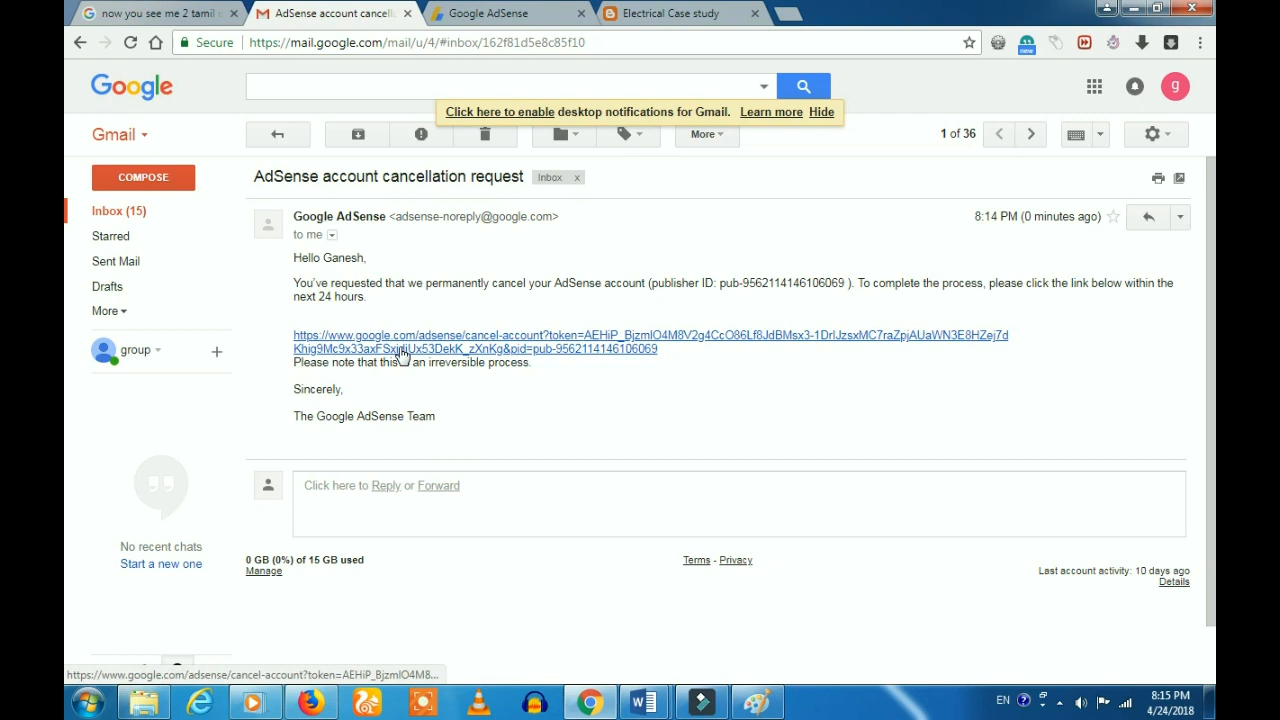 now you see me 2 tamil
AdSense account cancella
Google AdSense
Electrical Case study
Secure
https://mail.google.com/mail/u/4/#inbox/162f81d5e8c85f10
new
Google
g
Click here to enable desktop notifications for Gmail. Learn more Hide
Gmail
More
1 of 36
COMPOSE
AdSense account cancellation request
Inbox x
Inbox (15)
Starred
Sent Mail
Drafts
More
group
Google AdSense <adsense-noreply@google.com>
8:14 PM (0 minutes ago)
to me
Hello Ganesh,
You've requested that we permanently cancel your AdSense account (publisher ID: pub-9562114146106069 ). To complete the process, please click the link below within the
next 24 hours.
https://www.google.com/adsense/cancel-account?token=AEHiP_BjzmlO4M8V2g4CcO86Lf8JdBMsx3-1DrlJzsxMC7raZpjAUaWN3E8HZej7d
Please note that this an irreversible process.
Sincerely,
The Google AdSense Team
Click here to Reply or Forward
No recent chats
Start a new one
0 GB (0%) of 15 GB used
Manage
Terms - Privacy
Last account activity: 10 days ago
Details
https://www.google.com/adsense/cancel-account?token=AEHiP_BjzmlO4M8...
EN
8:15 PM
4/24/2018